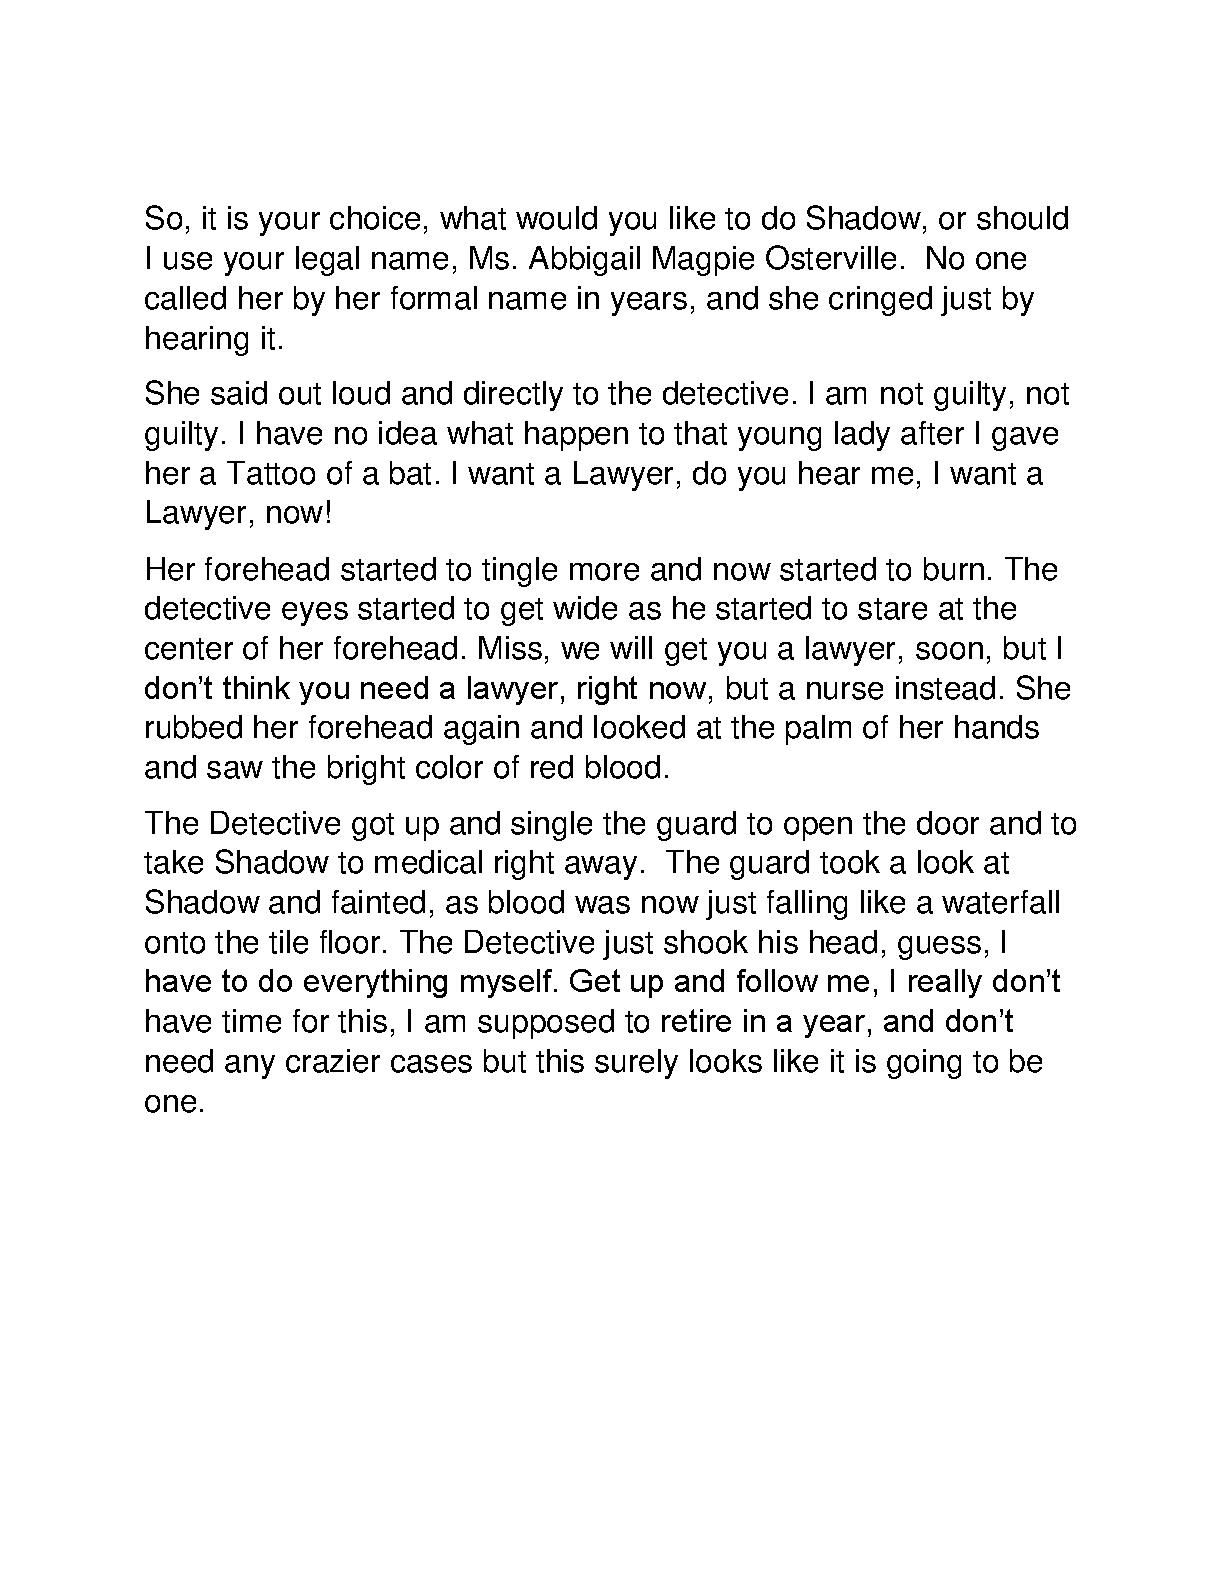 So, it is your choice, what would you like to do Shadow, or should
I use your legal name, Ms. Abbigail Magpie Osterville.  No one
called her by her formal name in years, and she cringed just by
hearing it.
She said out loud and directly to the detective. I am not guilty, not
guilty. I have no idea what happen to that young lady after I gave
her a Tattoo of a bat. I want a Lawyer, do you hear me, I want a
Lawyer, now!
Her forehead started to tingle more and now started to burn. The
detective eyes started to get wide as he started to stare at the
center of her forehead. Miss, we will get you a lawyer, soon, but I
don’t think you need a lawyer, right now, but a nurse instead. She
rubbed her forehead again and looked at the palm of her hands
and saw the bright color of red blood.
The Detective got up and single the guard to open the door and to
take Shadow to medical right away.  The guard took a look at
Shadow and fainted, as blood was now just falling like a waterfall
onto the tile floor. The Detective just shook his head, guess, I
have to do everything myself. Get up and follow me, I really don’t
have time for this, I am supposed to retire in a year, and don’t
need any crazier cases but this surely looks like it is going to be
one.